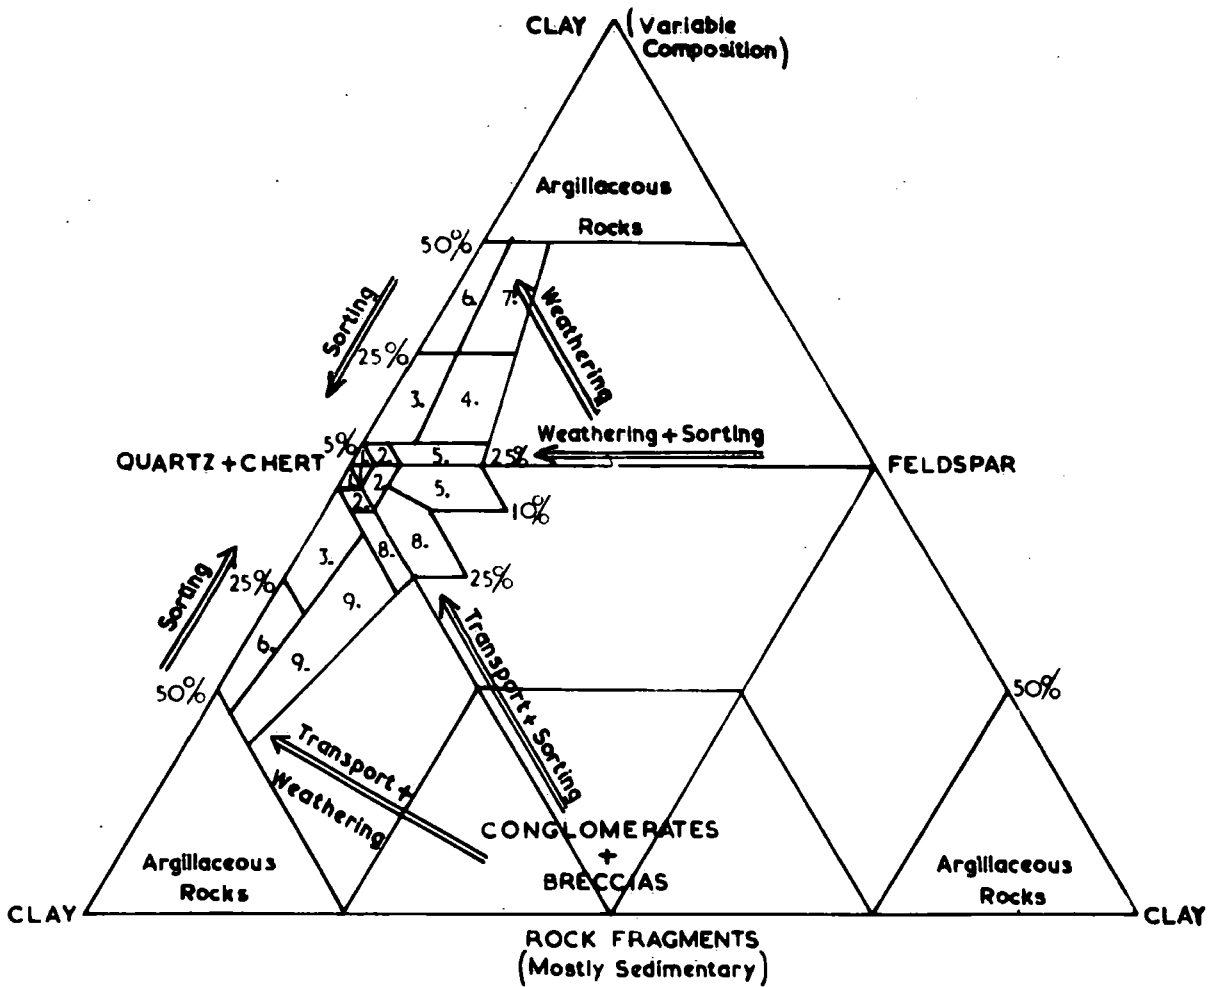 CLAY (Variable
Composition)
Argillaceous
Rocks
50%
Sorting
6. 7.
Weathering
25%
3. 4.
5%
Weathering + Sorting
QUARTZ + CHERT
1. 2. 5. 25%
FELDSPAR
1. 2. 5.
2.
10%
3. 8. 8.
Sorting
25%
25%
9.
6. 9.
Transport + Sorting
50%
50%
Transport +
Weathering
CONGLOMERATES
+
BRECCIAS
Argillaceous
Rocks
Argillaceous
Rocks
CLAY
CLAY
ROCK FRAGMENTS
(Mostly Sedimentary)